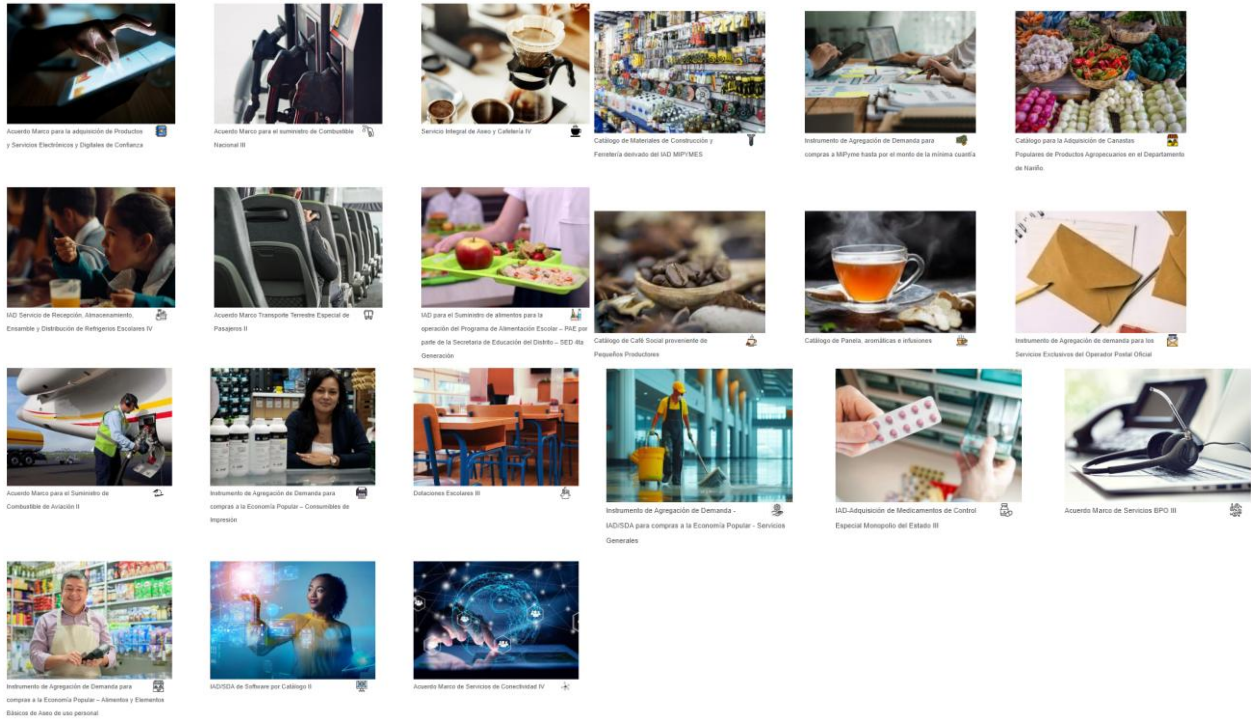 Acuerdo Marco para la adquisición de Productos
y Servicios Electrónicos y Digitales de Confianza
Acuerdo Marco para el suministro de Combustible
Nacional III
Servicio Integral de Aseo y Cafetería IV
Catálogo de Materiales de Construcción y
Ferretería derivado del IAD MIPYMES
Instrumento de Agregación de Demanda para
compras a MiPyme hasta por el monto de la mínima cuantía
Catálogo para la Adquisición de Canastas
Populares de Productos Agropecuarios en el Departamento
de Nariño.
IAD Servicio de Recepción, Almacenamiento,
Ensamble y Distribución de Refrigerios Escolares IV
Acuerdo Marco Transporte Terrestre Especial de
Pasajeros II
IAD para el Suministro de alimentos para la
operación del Programa de Alimentación Escolar – PAE por
parte de la Secretaría de Educación del Distrito – SED 4ta
Generación
Catálogo de Café Social proveniente de
Pequeños Productores
Catálogo de Panela, aromáticas e infusiones
Instrumento de Agregación de demanda para los
Servicio Exclusivos del Operador Postal Oficial
Acuerdo Marco para el Suministro de
Combustible de Aviación II
Instrumento de Agregación de Demanda para
compras a la Economía Popular – Consumibles de
Impresión
Dotaciones Escolares III
Instrumento de Agregación de Demanda -
IAD/SDA para compras a la Economía Popular - Servicios
Generales
IAD-Adquisición de Medicamentos de Control
Especial Monopolio del Estado III
Acuerdo Marco de Servicios BPO III
Instrumento de Agregación de Demanda para
compras a la Economía Popular – Alimentos y Elementos
Básicos de Aseo de uso personal
IAD/SDA de Software por Catálogo II
Acuerdo Marco de Servicios de Conectividad IV